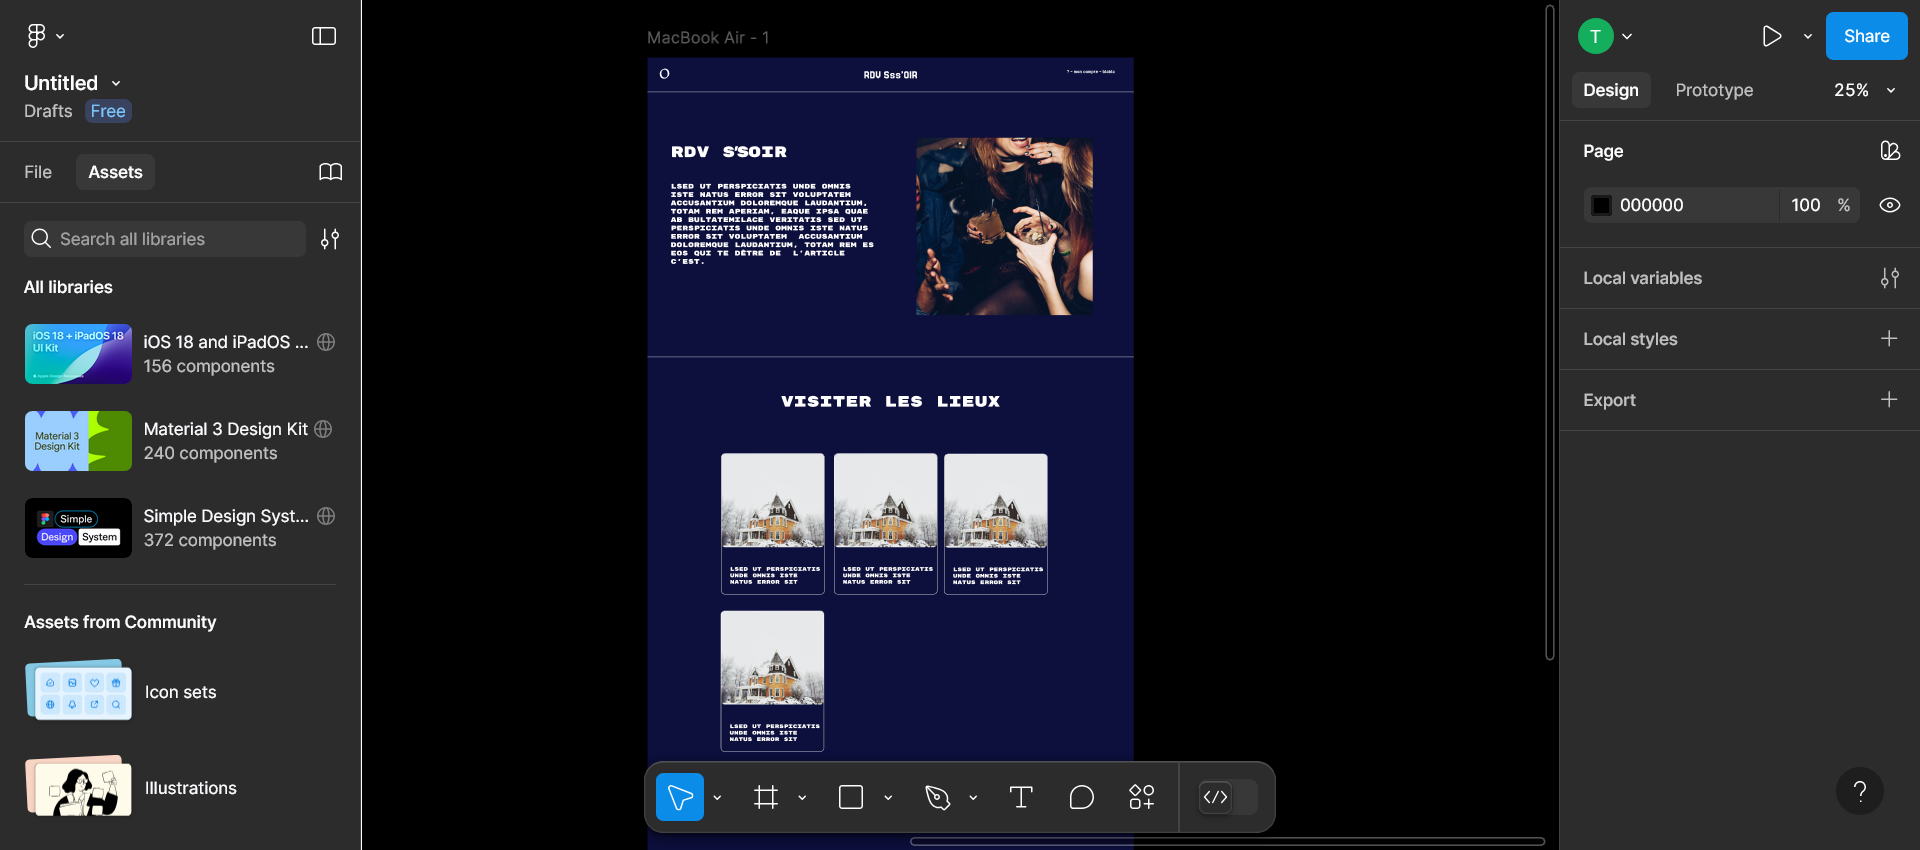 Untitled
Drafts Free
File Assets
Search all libraries
All libraries
iOS 18 + iPadOS 18
UI Kit
iOS 18 and iPadOS ...
156 components
Material 3
Design Kit
Material 3 Design Kit
240 components
Simple
Design System
Simple Design Syst...
372 components
Assets from Community
Icon sets
Illustrations
MacBook Air - 1
RDV Sss'OIR
RDV S'SOIR
LSED UT PERSPICIATIS UNDE OMNIS
ISTE NATUS ERROR SIT VOLUPTATEM
ACCUSANTIUM DOLOREMQUE LAUDANTIUM,
TOTAM REM APERIAM, EAQUE IPSA QUAE
AB BULTATEMILACE VERITATIS SED UT
PERSPICIATIS UNDE OMNIS ISTE NATUS
ERROR SIT VOLUPTATEM ACCUSANTIUM
DOLOREMQUE LAUDANTIUM, TOTAM REM ES
EOS QUI TE DÊTRE DE L'ARTICLE
C'EST.
VISITER LES LIEUX
LSED UT PERSPICIATIS
UNDE OMNIS ISTE
NATUS ERROR SIT
LSED UT PERSPICIATIS
UNDE OMNIS ISTE
NATUS ERROR SIT
LSED UT PERSPICIATIS
UNDE OMNIS ISTE
NATUS ERROR SIT
LSED UT PERSPICIATIS
UNDE OMNIS ISTE
NATUS ERROR SIT
T
Share
Design Prototype 25%
Page
000000 100 %
Local variables
Local styles
Export
?